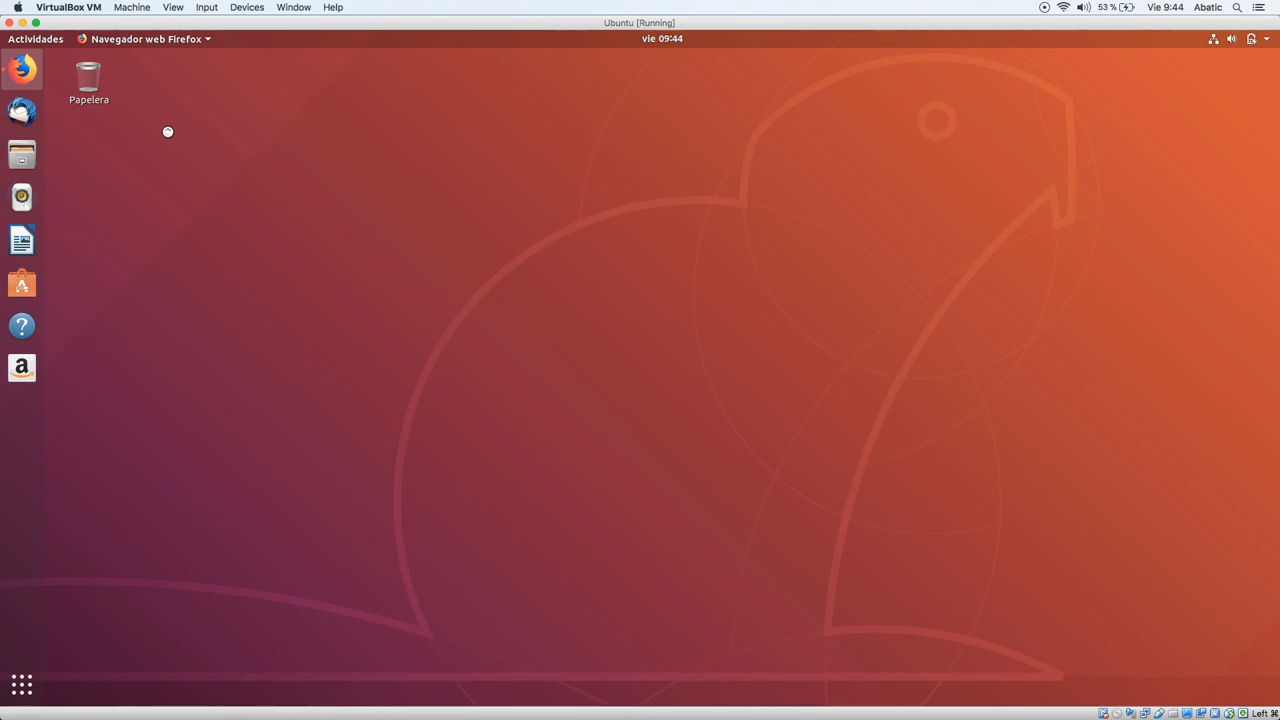 VirtualBox VM Machine View Input Devices Window Help 53 % Vie 9:44 Abatic
Ubuntu [Running]
Actividades Navegador web Firefox vie 09:44
Papelera
Left ⌘